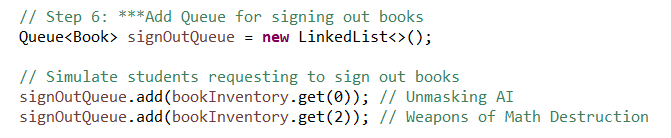 // Step 6: ***Add Queue for signing out books
Queue<Book> signOutQueue = new LinkedList<>();
// Simulate students requesting to sign out books
signOutQueue.add(bookInventory.get(0)); // Unmasking AI
signOutQueue.add(bookInventory.get(2)); // Weapons of Math Destruction